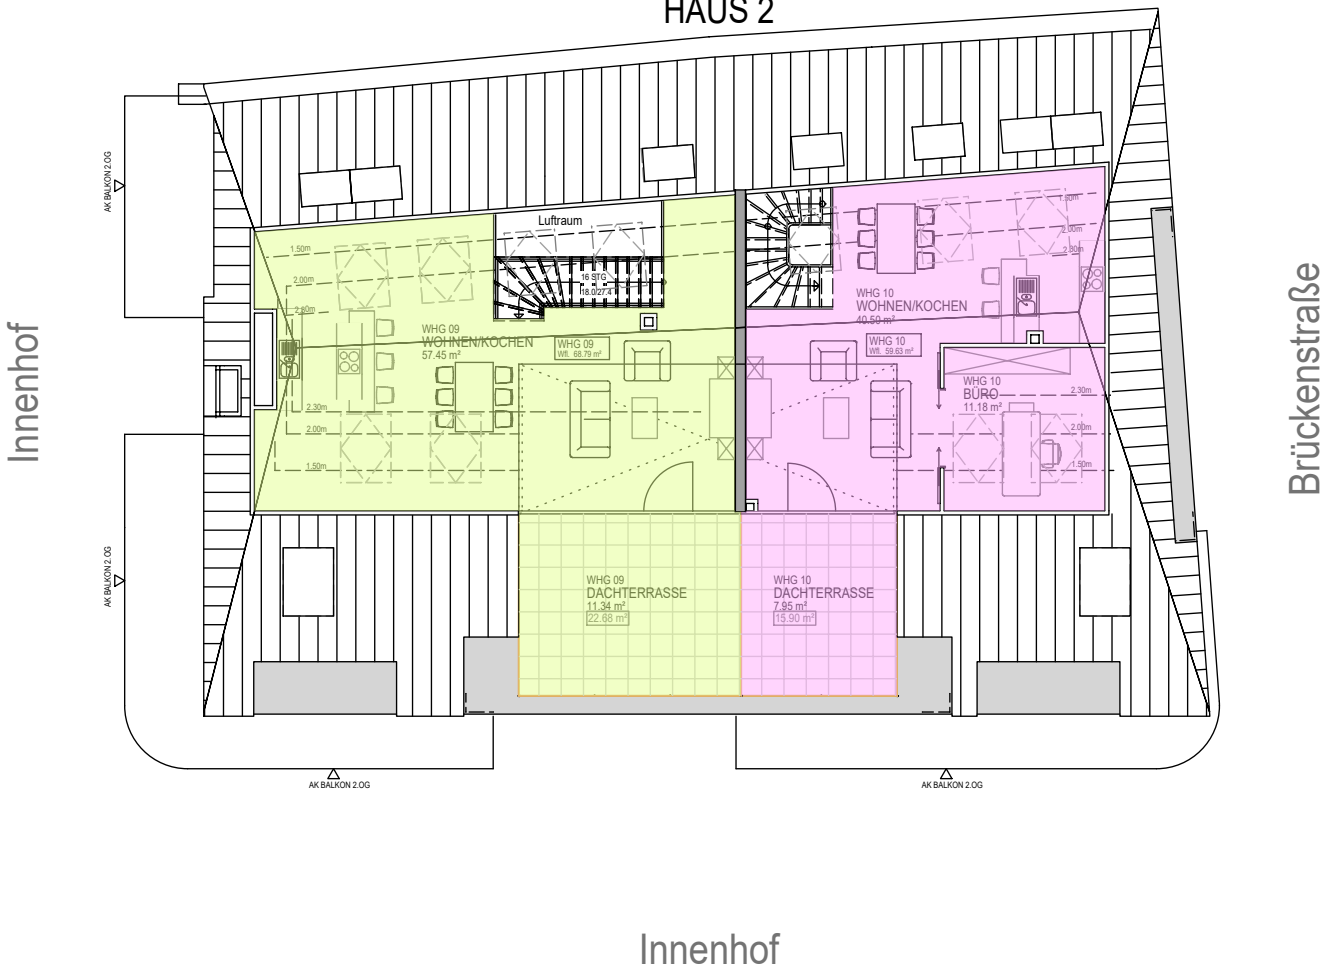 HAUS 2
AK BALKON 2.OG
Luftraum
1.50m
1.50m
2.00m
2.00m
2.30m
2.30m
16 STG
18.0/27.4
WHG 09
WOHNEN/KOCHEN
57.45 m²
WHG 09
Wfl. 68.79 m²
WHG 10
WOHNEN/KOCHEN
40.50 m²
WHG 10
Wfl. 59.63 m²
WHG 10
BÜRO
11.18 m²
2.30m
2.00m
1.50m
2.30m
2.00m
1.50m
Innenhof
Brückenstraße
AK BALKON 2.OG
WHG 09
DACHTERRASSE
11.34 m²
22.68 m²
WHG 10
DACHTERRASSE
7.95 m²
15.90 m²
AK BALKON 2.OG
AK BALKON 2.OG
Innenhof